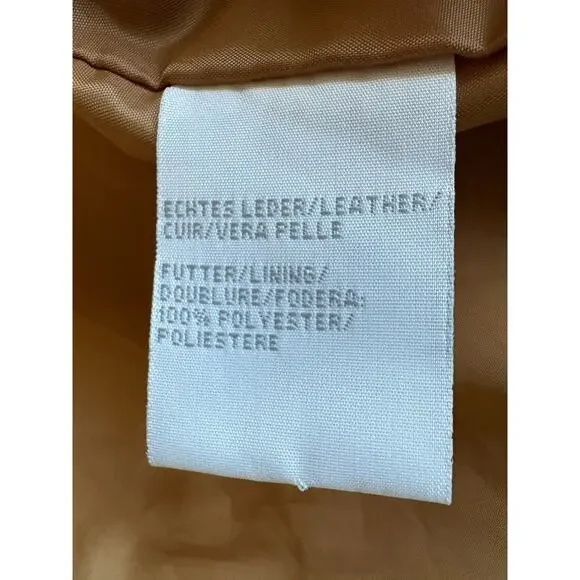 ECHTES LEDER/LEATHER/
CUIR/VERA PELLE
FUTTER/LINING/
DOUBLURE/FODERA:
100% POLYESTER/
POLIESTERE